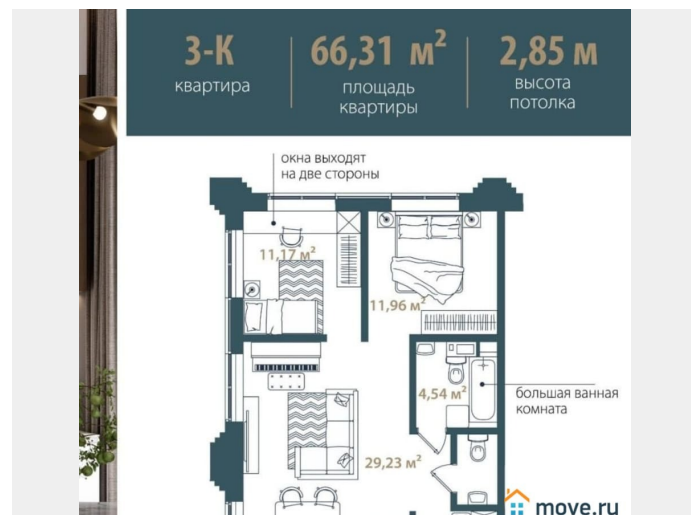 3-К
квартира
66,31 м²
площадь
квартиры
2,85 м
высота
потолка
окна выходят
на две стороны
11,17 м²
11,96 м²
4,54 м²
большая ванная
комната
29,23 м²
move.ru